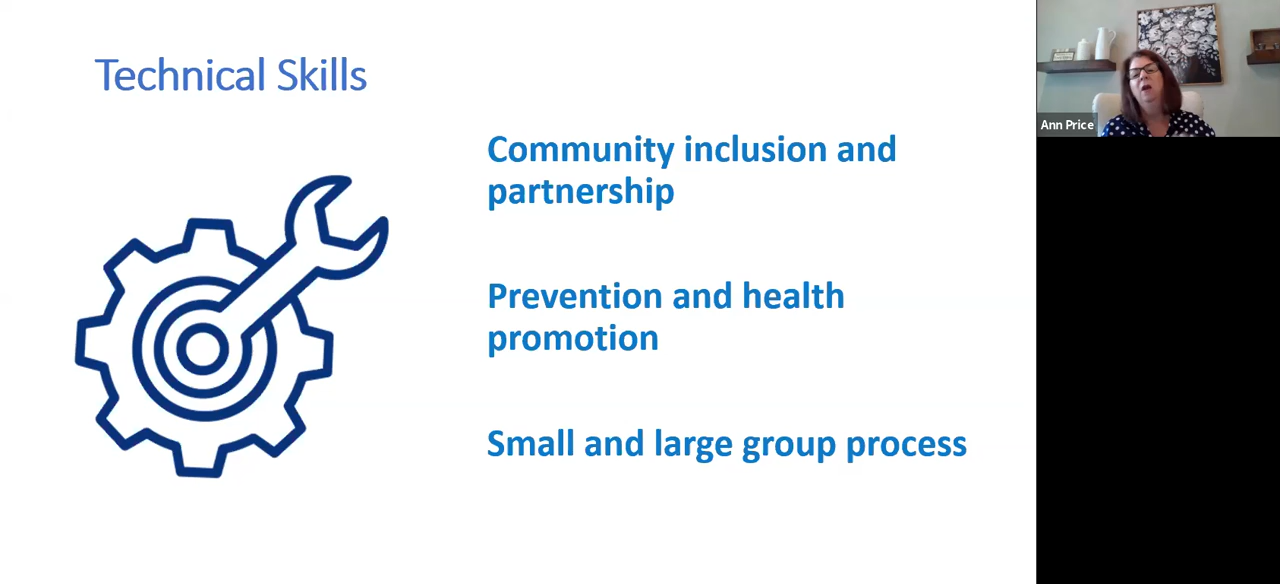 Technical Skills
Community inclusion and
partnership
Prevention and health
promotion
Small and large group process
Ann Price